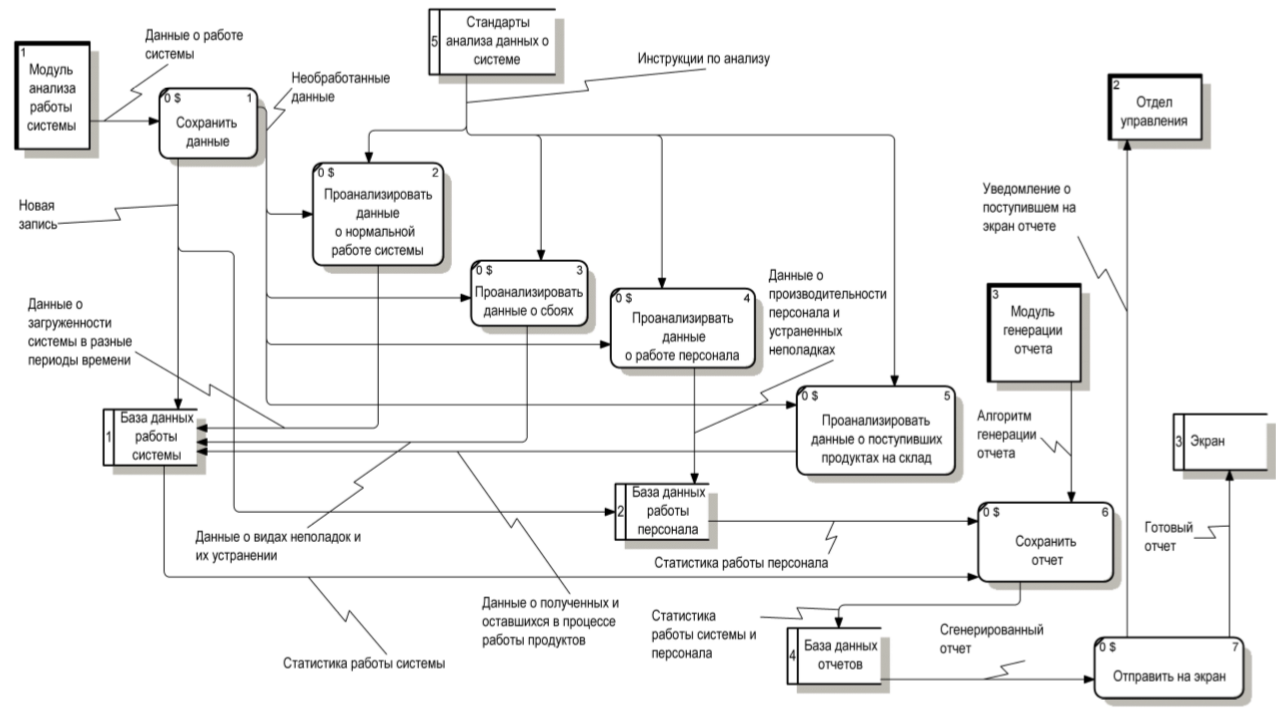 5
Стандарты
анализа данных о
системе
Данные о работе
системы
1
Модуль
анализа
работы
системы
Инструкции по анализу
Необработанные
данные
0 $ 1
Сохранить
данные
2
Отдел
управления
0 $ 2
Проанализировать
данные
о нормальной
работе системы
Новая
запись
Уведомление о
поступившем на
экран отчете
0 $ 3
Проанализировать
данные о сбоях
0 $ 4
Проанализирвать
данные
о работе персонала
Данные о
производительности
персонала и
устраненных
неполадках
3
Модуль
генерации
отчета
Данные о
загруженности
системы в разные
периоды времени
0 $ 5
Проанализировать
данные о поступивших
продуктах на склад
Алгоритм
генерации
отчета
1
База данных
работы
системы
3
Экран
2
База данных
работы
персонала
0 $ 6
Сохранить
отчет
Готовый
отчет
Данные о видах неполадок и
их устранении
Статистика работы персонала
Данные о полученных и
оставшихся в процессе
работы продуктов
Статистика
работы системы и
персонала
Сгенерированный
отчет
Статистика работы системы
4
База данных
отчетов
0 $ 7
Отправить на экран